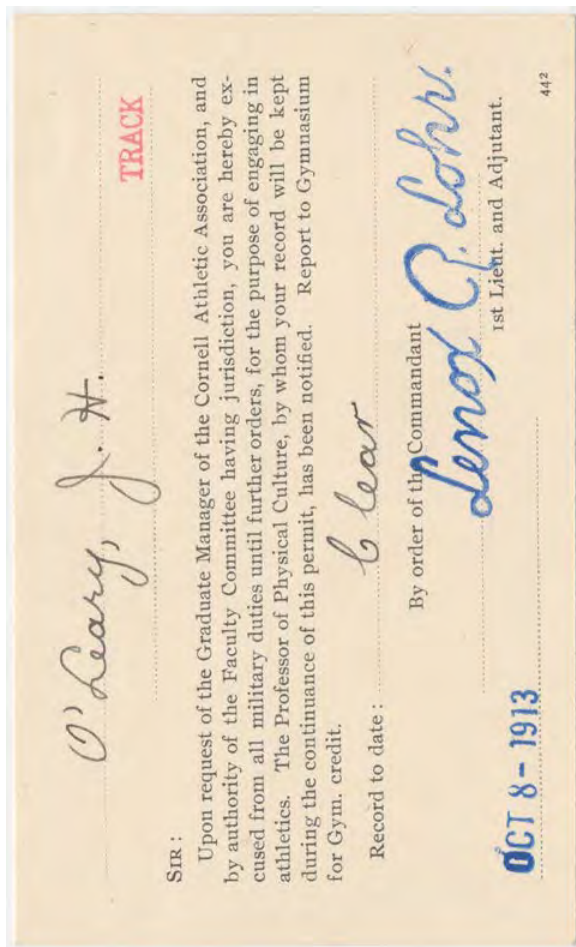 O'Leary, J. H.
TRACK
SIR:
Upon request of the Graduate Manager of the Cornell Athletic Association, and
by authority of the Faculty Committee having jurisdiction, you are hereby ex-
cused from all military duties until further orders, for the purpose of engaging in
athletics. The Professor of Physical Culture, by whom your record will be kept
during the continuance of this permit, has been notified. Report to Gymnasium
for Gym. credit.
Record to date: Clear
By order of the Commandant
Lenox R. Lohr.
1st Lieut. and Adjutant.
OCT 8-1913
442